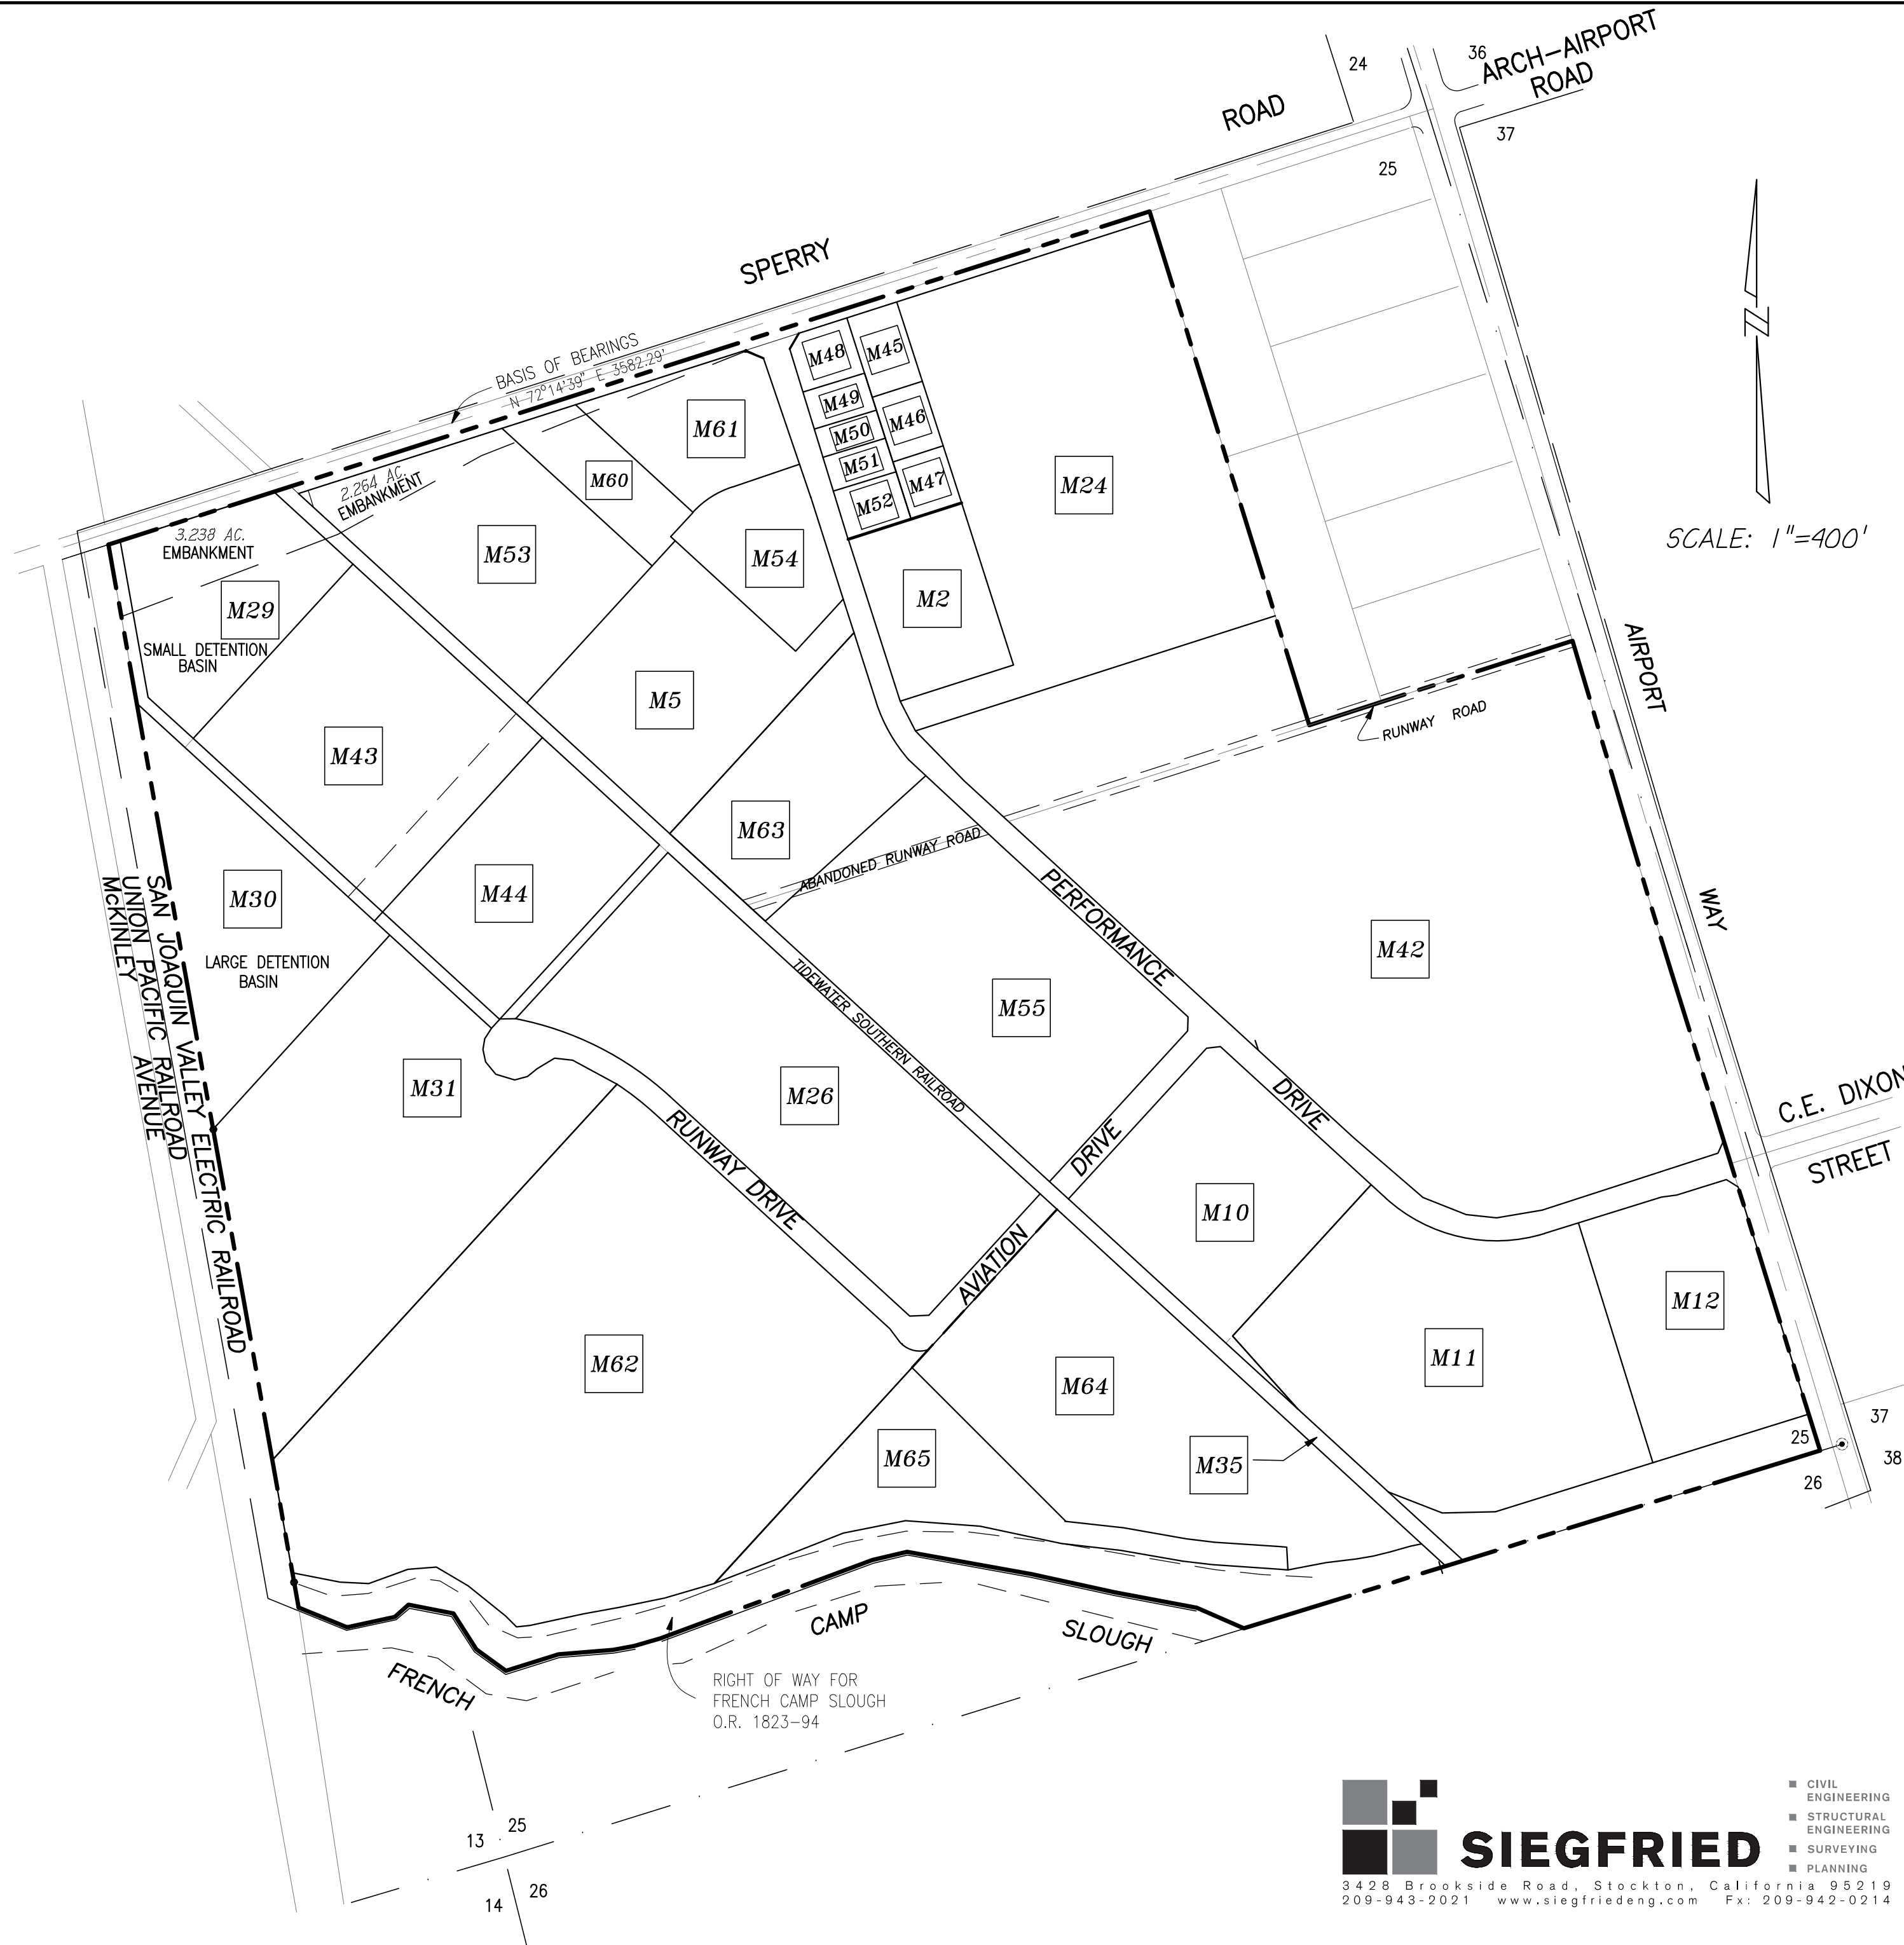 36
ARCH-AIRPORT
ROAD
24
ROAD
37
25
SPERRY
BASIS OF BEARINGS
N 72°14'39" E 3582.29'
M48
M45
M49
M46
M50
M51
M47
M52
M61
M60
M24
2.264 AC.
EMBANKMENT
3.238 AC.
EMBANKMENT
M53
M54
M2
SCALE: 1"=400'
M29
SMALL DETENTION
BASIN
M5
AIRPORT
WAY
RUNWAY ROAD
M43
M63
ABANDONED RUNWAY ROAD
M30
M44
PERFORMANCE
DRIVE
M42
LARGE DETENTION
BASIN
SAN JOAQUIN VALLEY ELECTRIC RAILROAD
UNION PACIFIC RAILROAD
McKINLEY AVENUE
TIDEWATER SOUTHERN RAILROAD
M55
M31
M26
RUNWAY DRIVE
AVIATION DRIVE
C.E. DIXON
STREET
M10
M12
M11
M62
M64
M65
M35
37
25
38
26
FRENCH CAMP SLOUGH
RIGHT OF WAY FOR
FRENCH CAMP SLOUGH
O.R. 1823-94
13 25
14 26
SIEGFRIED
CIVIL
ENGINEERING
STRUCTURAL
ENGINEERING
SURVEYING
PLANNING
3428 Brookside Road, Stockton, California 95219
209-943-2021 www.siegfriedeng.com Fx: 209-942-0214